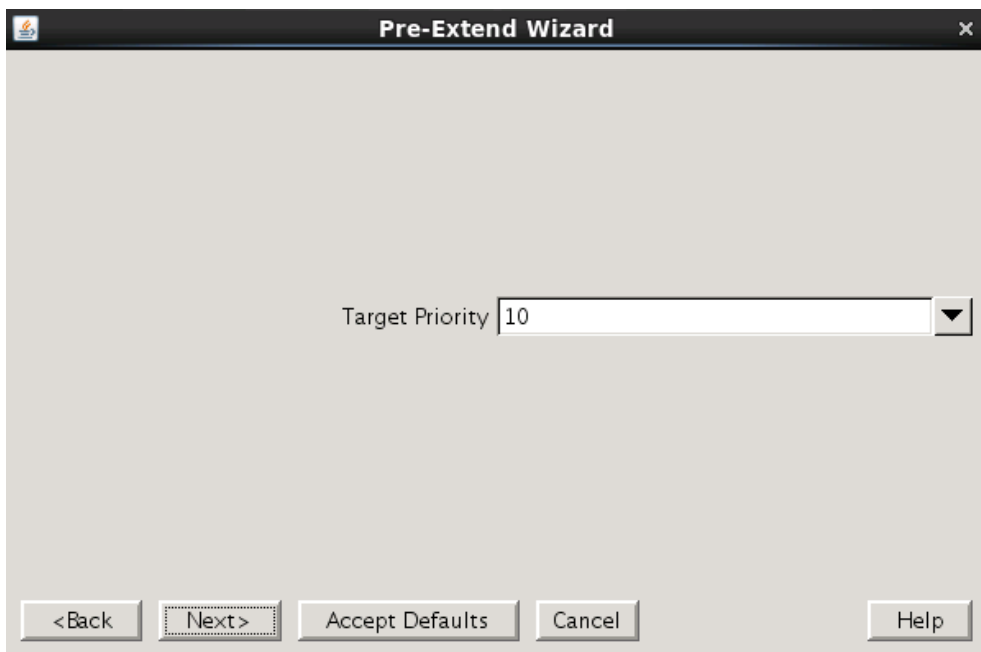 Pre-Extend Wizard
Target Priority 10
<Back Next> Accept Defaults Cancel Help